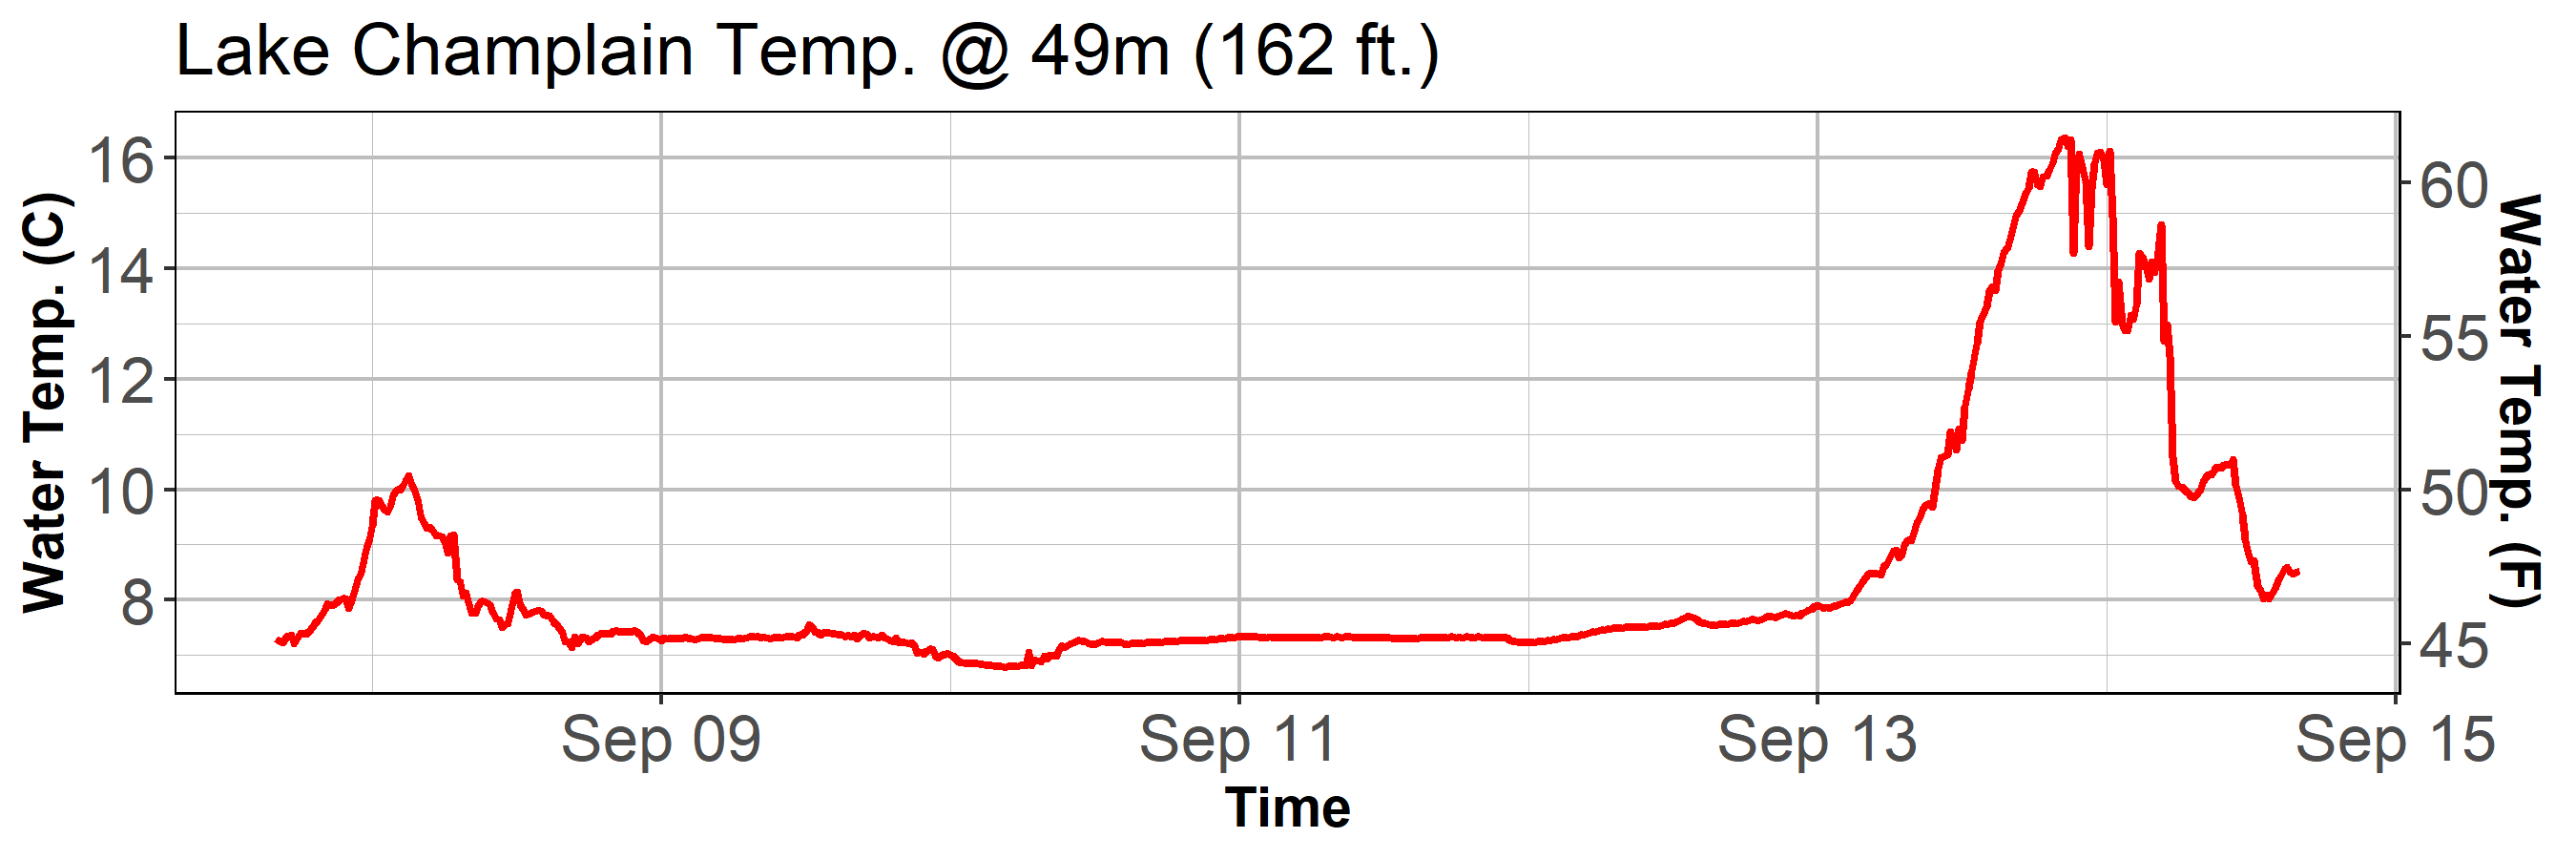 Lake Champlain Temp. @ 49m (162 ft.)
Water Temp. (C)
16
14
12
10
8
60
55
50
45
Water Temp. (F)
Sep 09 Sep 11 Sep 13 Sep 15
Time